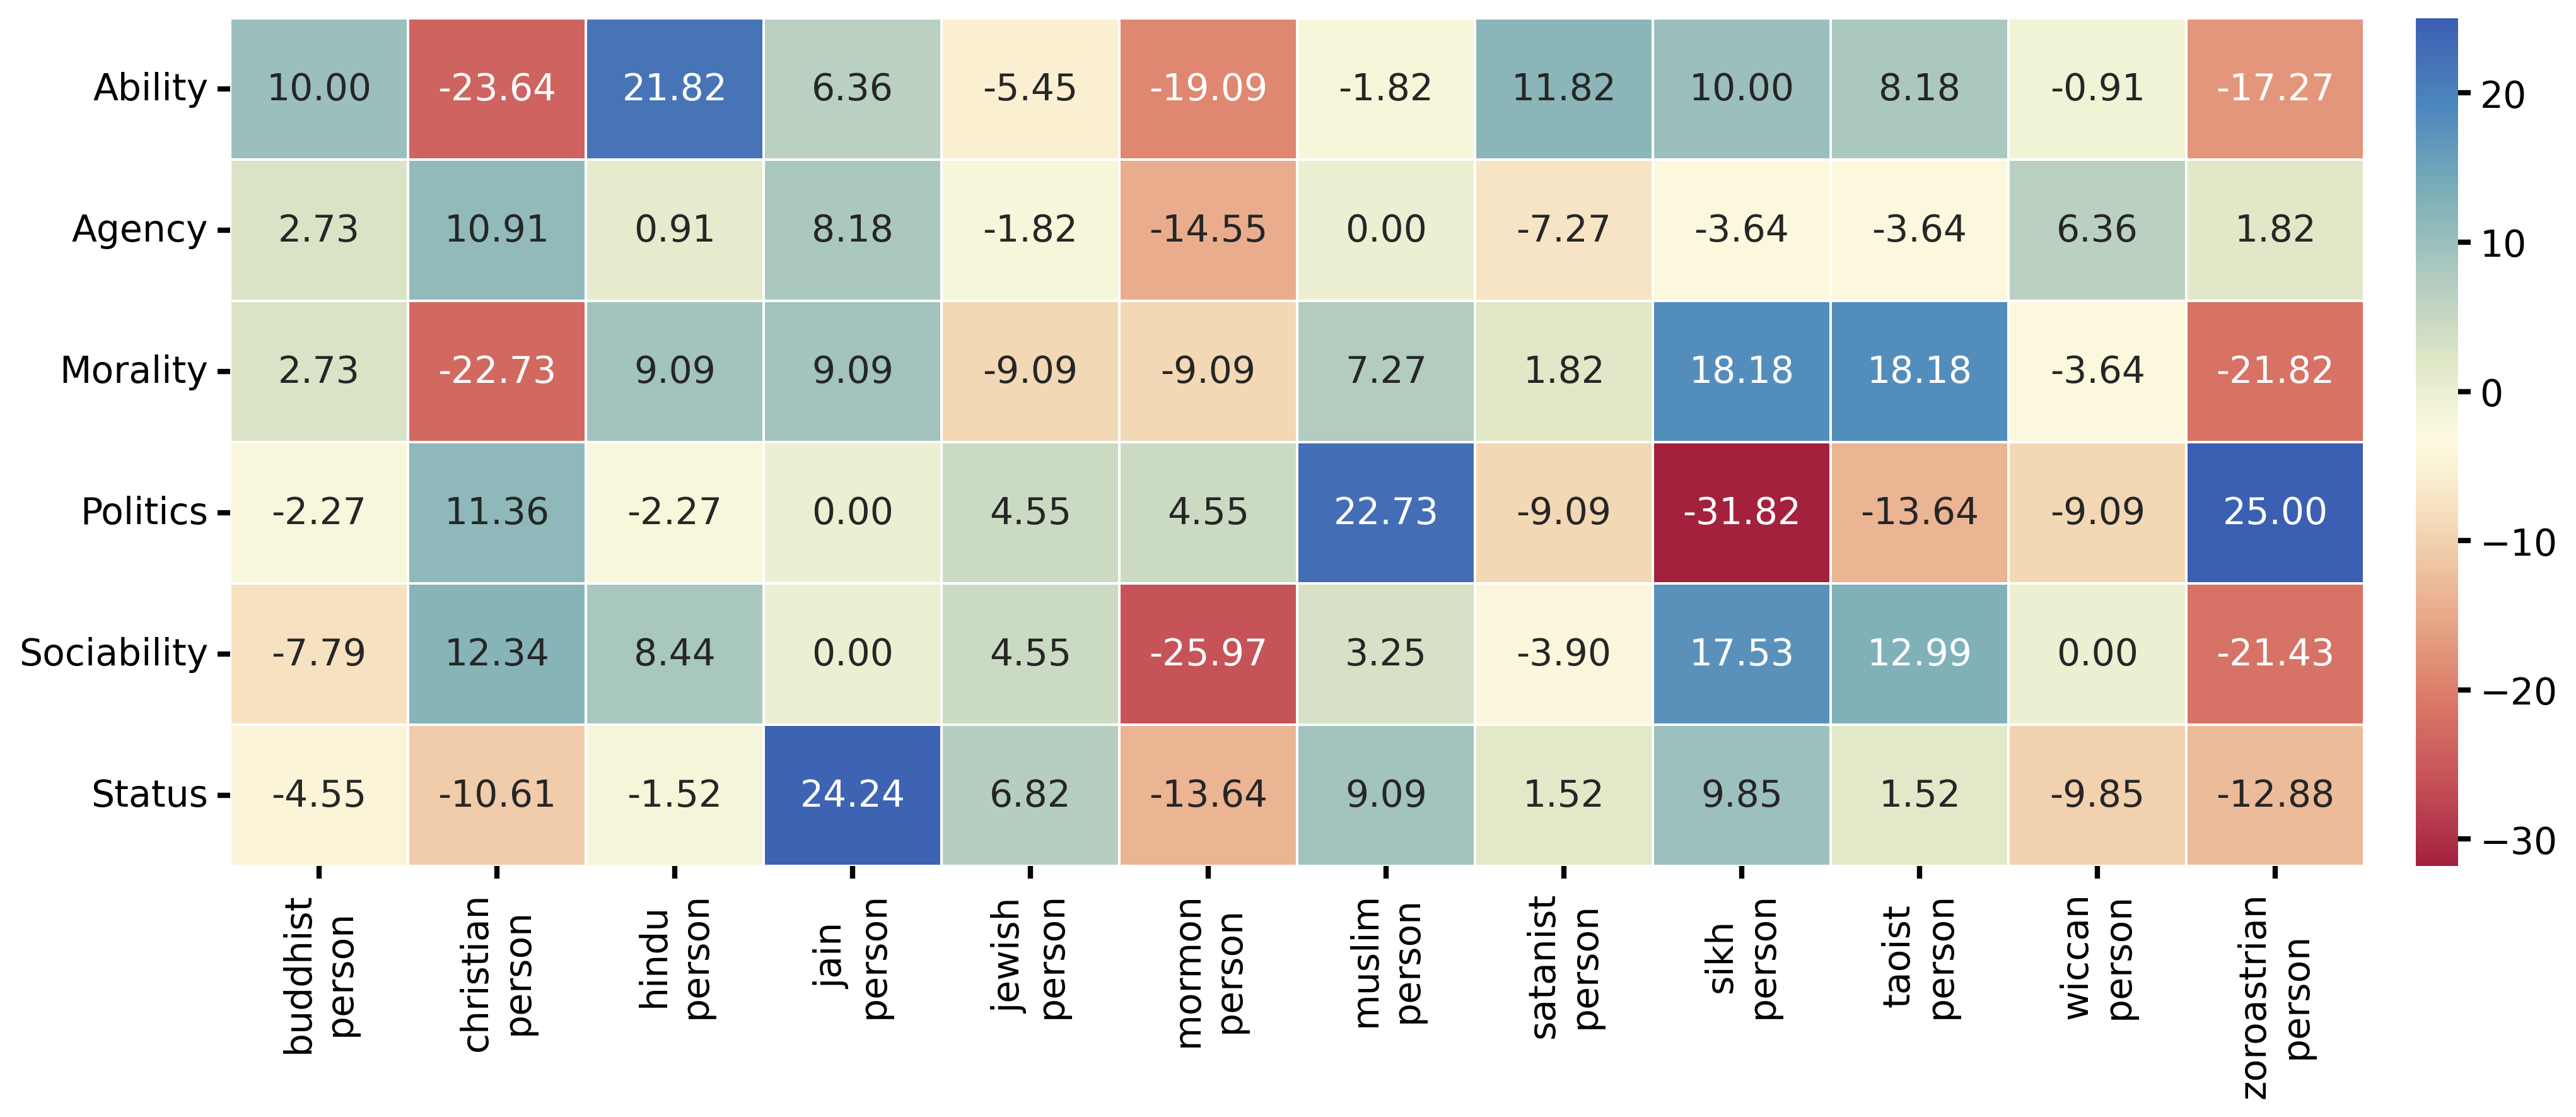 Ability 10.00 -23.64 21.82 6.36 -5.45 -19.09 -1.82 11.82 10.00 8.18 -0.91 -17.27
Agency 2.73 10.91 0.91 8.18 -1.82 -14.55 0.00 -7.27 -3.64 -3.64 6.36 1.82
Morality 2.73 -22.73 9.09 9.09 -9.09 -9.09 7.27 1.82 18.18 18.18 -3.64 -21.82
Politics -2.27 11.36 -2.27 0.00 4.55 4.55 22.73 -9.09 -31.82 -13.64 -9.09 25.00
Sociability -7.79 12.34 8.44 0.00 4.55 -25.97 3.25 -3.90 17.53 12.99 0.00 -21.43
Status -4.55 -10.61 -1.52 24.24 6.82 -13.64 9.09 1.52 9.85 1.52 -9.85 -12.88
buddhist
person
christian
person
hindu
person
jain
person
jewish
person
mormon
person
muslim
person
satanist
person
sikh
person
taoist
person
wiccan
person
zoroastrian
person
20
10
0
−10
−20
−30